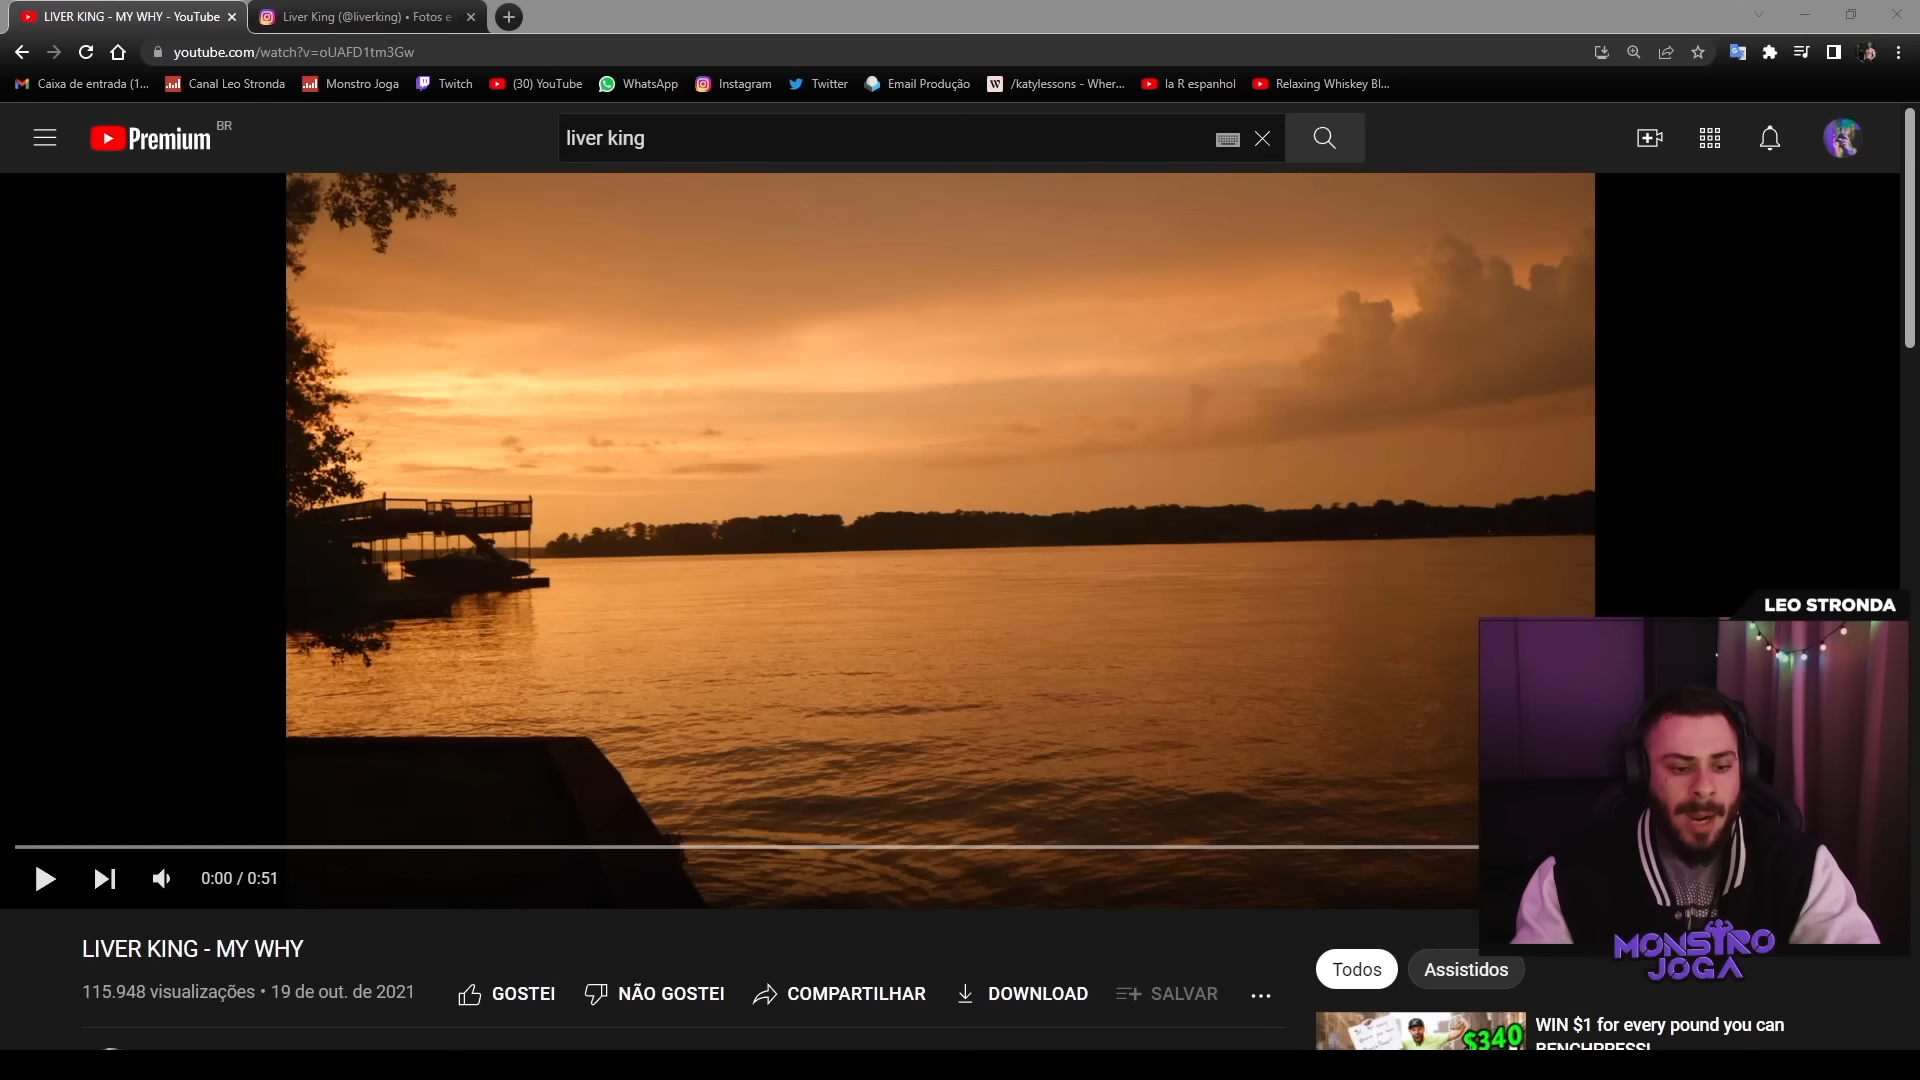 LIVER KING - MY WHY - YouTube
Liver King (@liverking) • Fotos e
youtube.com/watch?v=oUAFD1tm3Gw
Caixa de entrada (1...
Canal Leo Stronda
Monstro Joga
Twitch
(30) YouTube
WhatsApp
Instagram
Twitter
Email Produção
/katylessons - Wher...
la R espanhol
Relaxing Whiskey Bl...
Premium
BR
liver king
LEO STRONDA
MONSTRO
JOGA
0:00 / 0:51
LIVER KING - MY WHY
115.948 visualizações • 19 de out. de 2021
GOSTEI
NÃO GOSTEI
COMPARTILHAR
DOWNLOAD
SALVAR
Todos
Assistidos
$340
WIN $1 for every pound you can
BENCHPRESS!